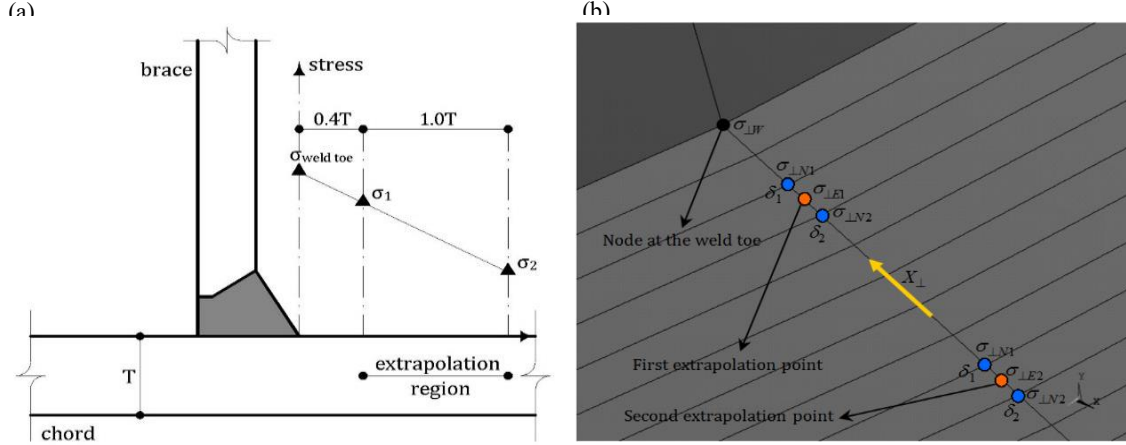 (a)
brace
stress
0.4T
1.0T
σweld toe
σ1
σ2
T
extrapolation
region
chord
(b)
σ⊥W
σ⊥N1
δ1
σ⊥E1
σ⊥N2
δ2
Node at the weld toe
X⊥
First extrapolation point
σ⊥N1
δ1
σ⊥E2
σ⊥N2
δ2
Second extrapolation point
Y
X